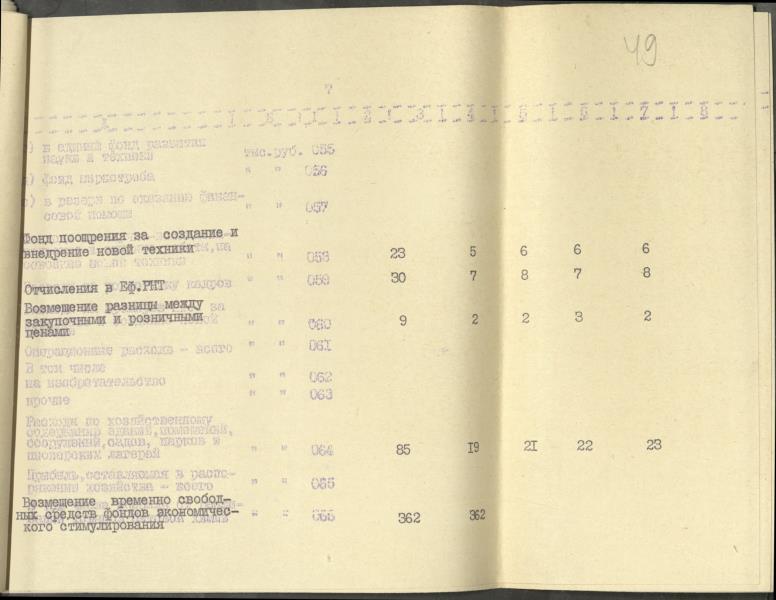 49
7
1 2 3 4 5 6 7 8
в единый фонд развития
науки и техники тыс.руб. 055
фонд ширпотреба " " 056
в резерв по оказанию финан-
совой помощи " " 057
Фонд поощрения за создание и
внедрение новой техники " " 058 23 5 6 6 6
Отчисления в Еф.РНТ " " 059 30 7 8 7 8
Возмещение разницы между
закупочными и розничными " " 060 9 2 2 3 2
ценами
Операционные расходы - всего " " 061
В том числе
на изобретательство " " 062
прочие " " 063
Расходы по хозяйственному
содержанию зданий, помещений,
сооружений, садов, парков и
пионерских лагерей " " 064 85 19 21 22 23
Прибыль, оставляемая в распо-
ряжении хозяйства - всего " " 065
Возмещение временно свобод-
ных средств фондов экономичес- " " 066 362 362
кого стимулирования